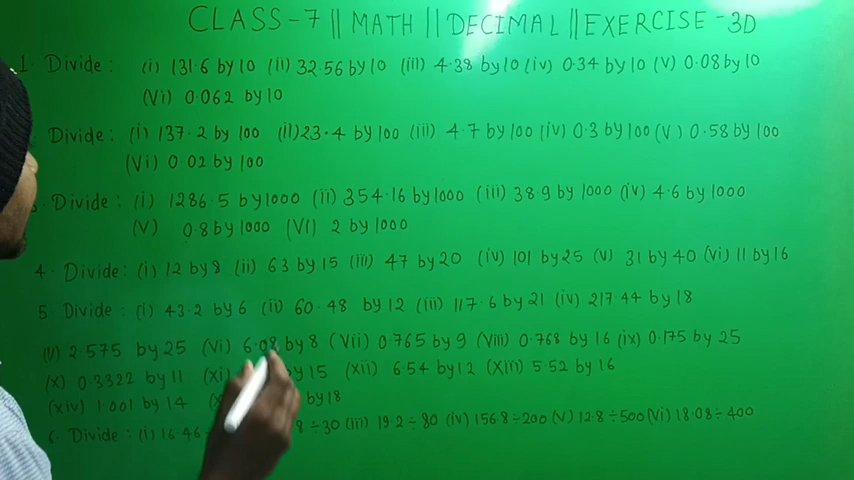 CLASS-7 || MATH || DECIMAL || EXERCISE-3D
1. Divide: (i) 131.6 by 10 (ii) 32.56 by 10 (iii) 4.38 by 10 (iv) 0.34 by 10 (v) 0.08 by 10
(vi) 0.062 by 10
Divide: (i) 137.2 by 100 (ii) 23.4 by 100 (iii) 4.7 by 100 (iv) 0.3 by 100 (v) 0.58 by 100
(vi) 0.02 by 100
3. Divide: (i) 1286.5 by 1000 (ii) 354.16 by 1000 (iii) 38.9 by 1000 (iv) 4.6 by 1000
(v) 0.8 by 1000 (vi) 2 by 1000
4. Divide: (i) 12 by 8 (ii) 63 by 15 (iii) 47 by 20 (iv) 101 by 25 (v) 31 by 40 (vi) 11 by 16
5. Divide: (i) 43.2 by 6 (ii) 60.48 by 12 (iii) 117.6 by 21 (iv) 217.44 by 18
(v) 2.575 by 25 (vi) 6.08 by 8 (vii) 0.765 by 9 (viii) 0.768 by 16 (ix) 0.175 by 25
(x) 0.3322 by 11 (xi) by 15 (xii) 6.54 by 12 (xiii) 5.52 by 16
(xiv) 1.001 by 14 by 18
6. Divide: (i) 16.46 8÷30 (iii) 19.2÷80 (iv) 156.8÷200 (v) 12.8÷500 (vi) 18.08÷400